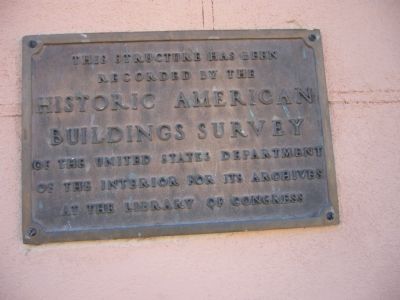 THIS STRUCTURE HAS BEEN
RECORDED BY THE
HISTORIC AMERICAN
BUILDINGS SURVEY
OF THE UNITED STATES DEPARTMENT
OF THE INTERIOR FOR ITS ARCHIVES
AT THE LIBRARY OF CONGRESS